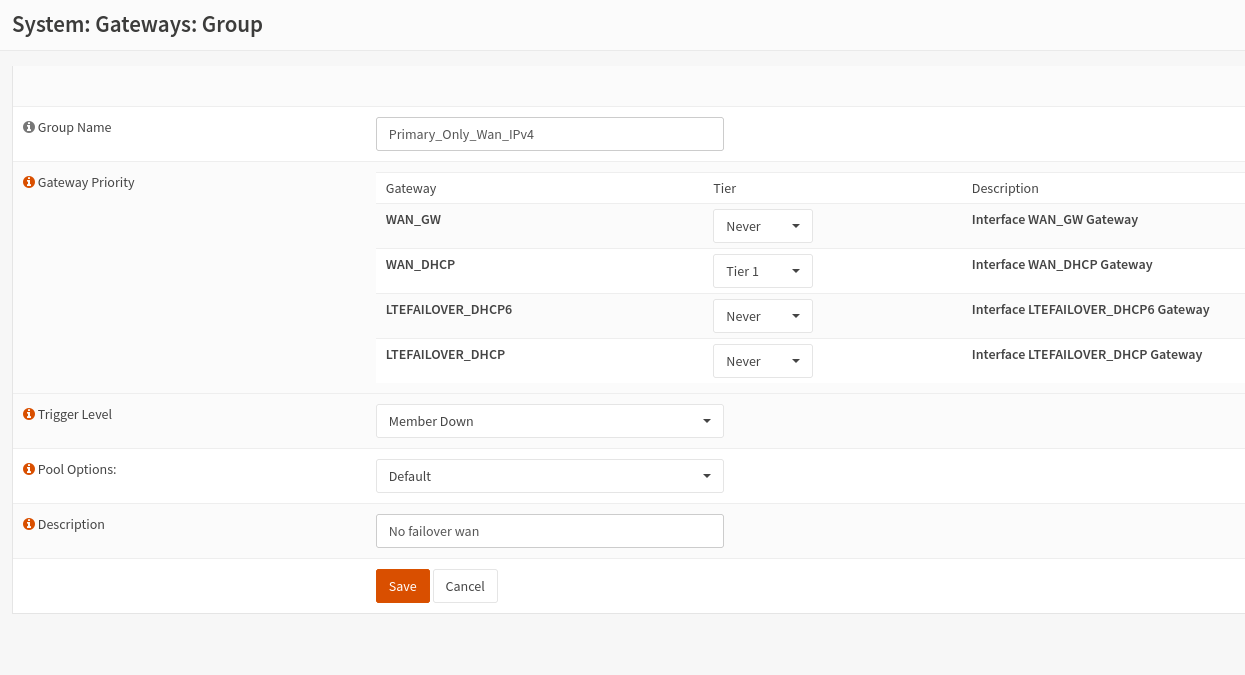 System: Gateways: Group
Group Name
Primary_Only_Wan_IPv4
Gateway Priority
Gateway Tier Description
WAN_GW Never Interface WAN_GW Gateway
WAN_DHCP Tier 1 Interface WAN_DHCP Gateway
LTEFAILOVER_DHCP6 Never Interface LTEFAILOVER_DHCP6 Gateway
LTEFAILOVER_DHCP Never Interface LTEFAILOVER_DHCP Gateway
Trigger Level Member Down
Pool Options: Default
Description No failover wan
Save Cancel